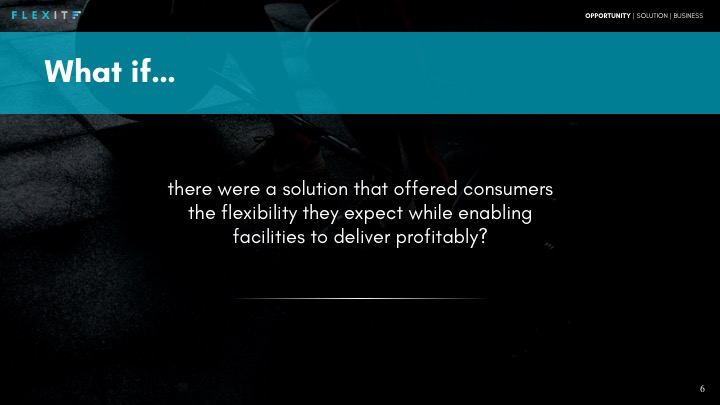 FLEXIT
OPPORTUNITY | SOLUTION | BUSINESS
What if...
there were a solution that offered consumers
the flexibility they expect while enabling
facilities to deliver profitably?
6